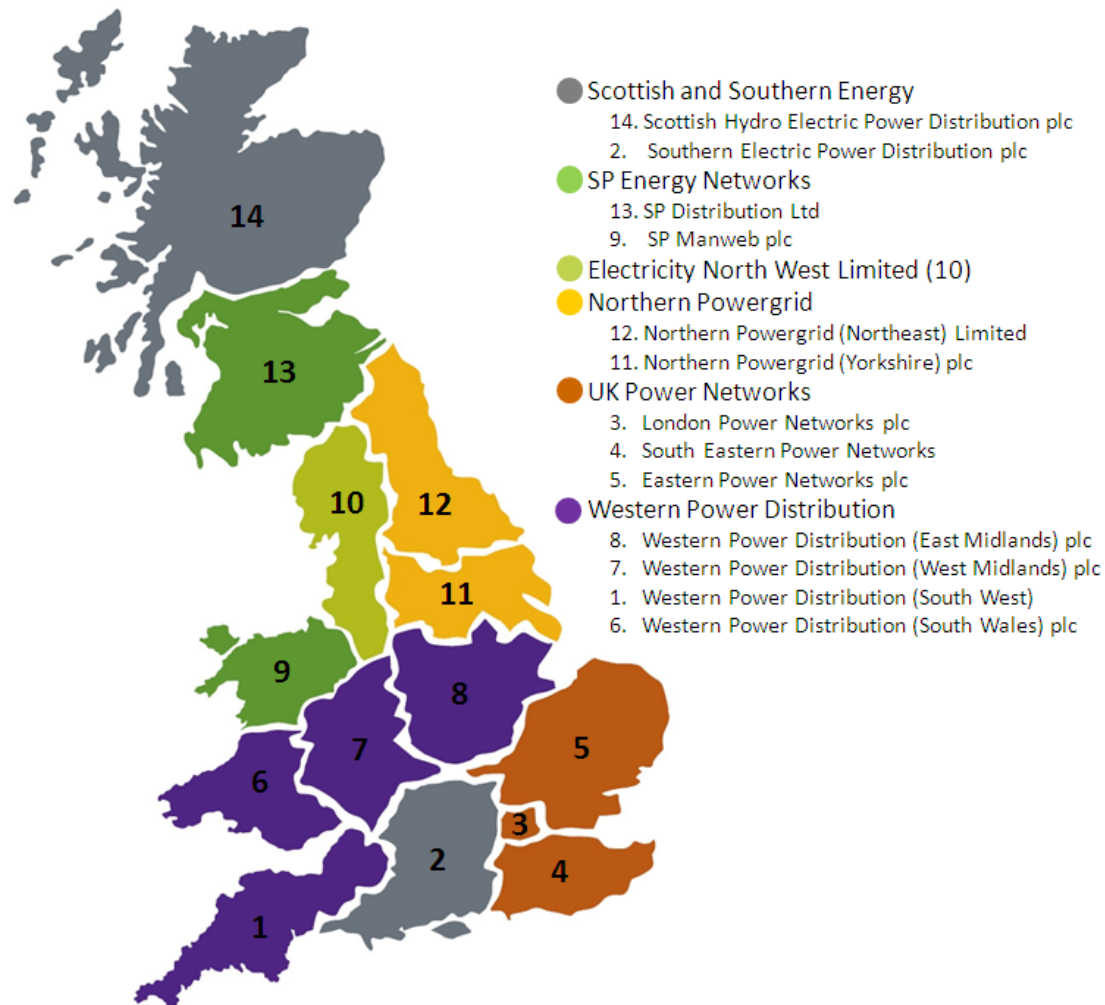 Scottish and Southern Energy
14. Scottish Hydro Electric Power Distribution plc
2. Southern Electric Power Distribution plc
SP Energy Networks
13. SP Distribution Ltd
9. SP Manweb plc
Electricity North West Limited (10)
Northern Powergrid
12. Northern Powergrid (Northeast) Limited
11. Northern Powergrid (Yorkshire) plc
UK Power Networks
3. London Power Networks plc
4. South Eastern Power Networks
5. Eastern Power Networks plc
Western Power Distribution
8. Western Power Distribution (East Midlands) plc
7. Western Power Distribution (West Midlands) plc
1. Western Power Distribution (South West)
6. Western Power Distribution (South Wales) plc
14
13
10
12
11
9
8
7
5
6
3
2
4
1